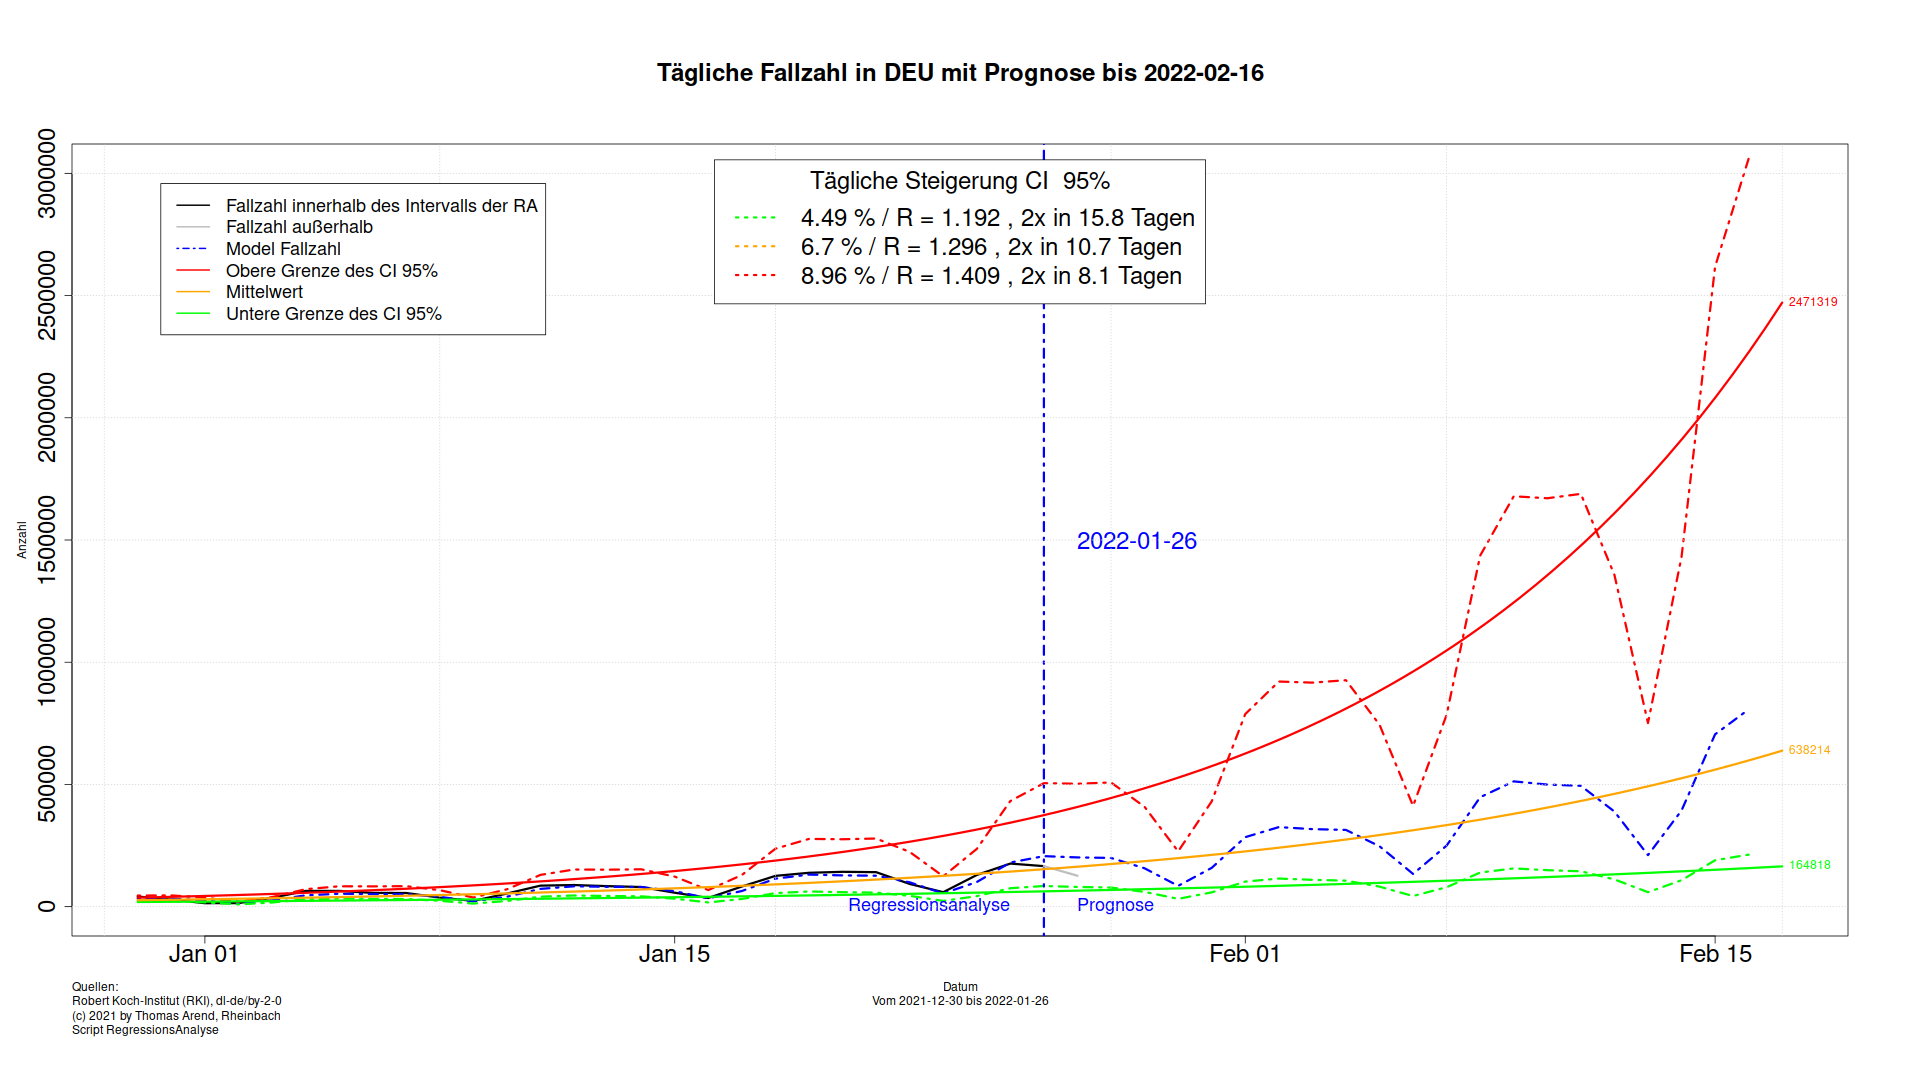 Tägliche Fallzahl in DEU mit Prognose bis 2022-02-16
Anzahl
3000000
2500000
2000000
1500000
1000000
500000
0
Fallzahl innerhalb des Intervalls der RA
Fallzahl außerhalb
Model Fallzahl
Obere Grenze des CI 95%
Mittelwert
Untere Grenze des CI 95%
Tägliche Steigerung CI 95%
4.49 % / R = 1.192 , 2x in 15.8 Tagen
6.7 % / R = 1.296 , 2x in 10.7 Tagen
8.96 % / R = 1.409 , 2x in 8.1 Tagen
2471319
2022-01-26
638214
164818
Regressionsanalyse
Prognose
Jan 01
Jan 15
Feb 01
Feb 15
Datum
Vom 2021-12-30 bis 2022-01-26
Quellen:
Robert Koch-Institut (RKI), dl-de/by-2-0
(c) 2021 by Thomas Arend, Rheinbach
Script RegressionsAnalyse